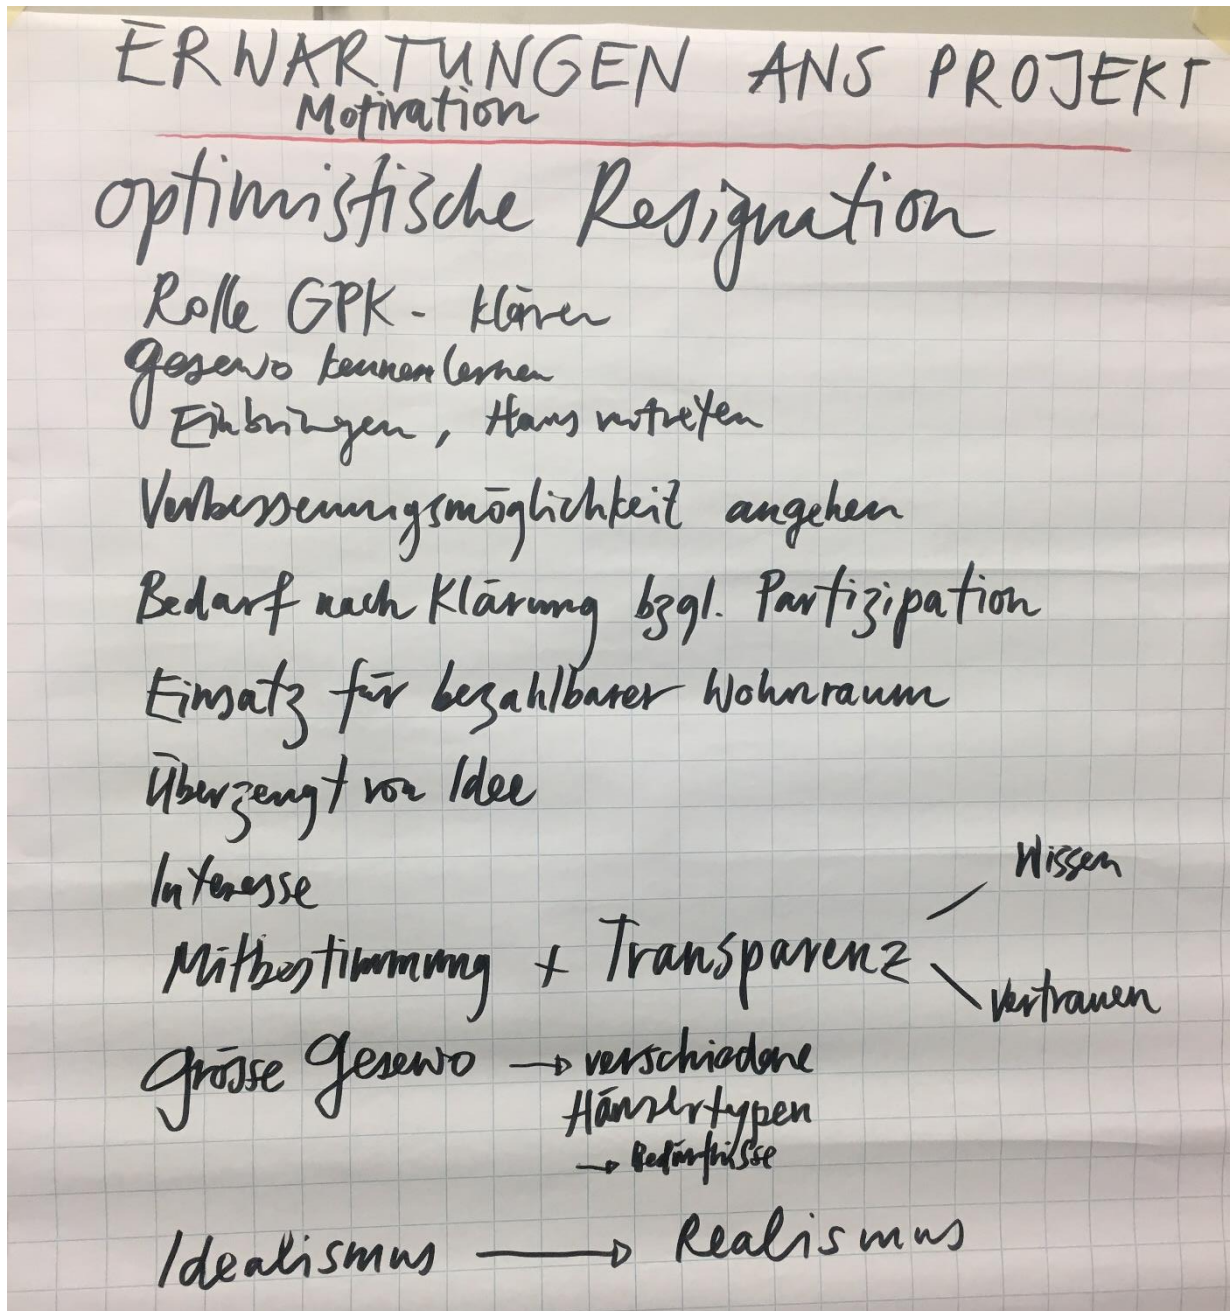 ERWARTUNGEN ANS PROJEKT
Motivation
optimistische Resignation
Rolle GPK - klären
Gesewo kennenlernen
Einbringen, Haus vertreten
Verbesserungsmöglichkeit angehen
Bedarf nach Klärung bzgl. Partizipation
Einsatz für bezahlbarer Wohnraum
Überzeugt von Idee
Interesse
Wissen
Mitbestimmung + Transparenz
Vertrauen
Grösse Gesewo → verschiedene
Häusertypen
→ Bedürfnisse
Idealismus → Realismus